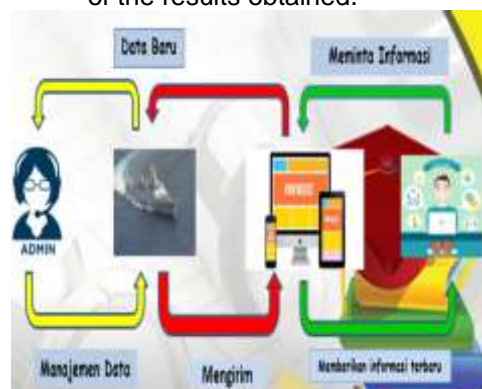 of the results obtained.
Data Baru
Meminta Informasi
ADMIN
Manajemen Data
Mengirim
Memberikan informasi terbaru